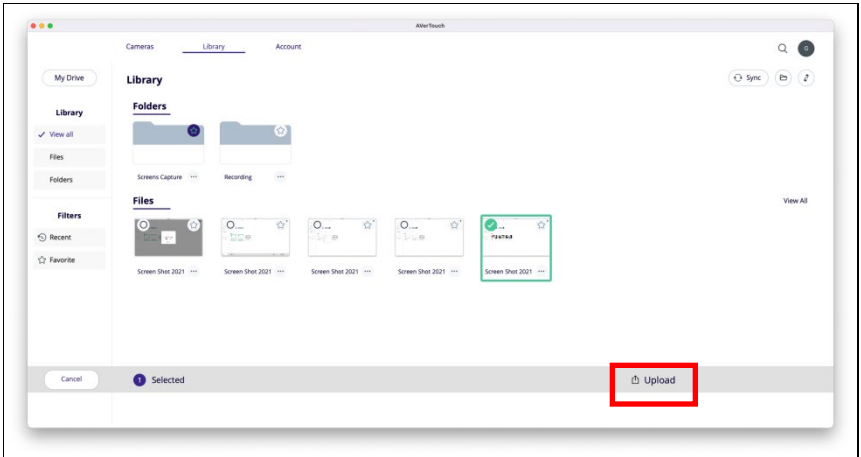 AVerTouch
Cameras Library Account
G
My Drive
Library
Sync
Library
View all
Files
Folders
Filters
Recent
Favorite
Folders
Screens Capture ...
Recording ...
Files
View All
Screen Shot 2021 ...
Screen Shot 2021 ...
Screen Shot 2021 ...
Screen Shot 2021 ...
Screen Shot 2021 ...
Cancel
1 Selected
Upload